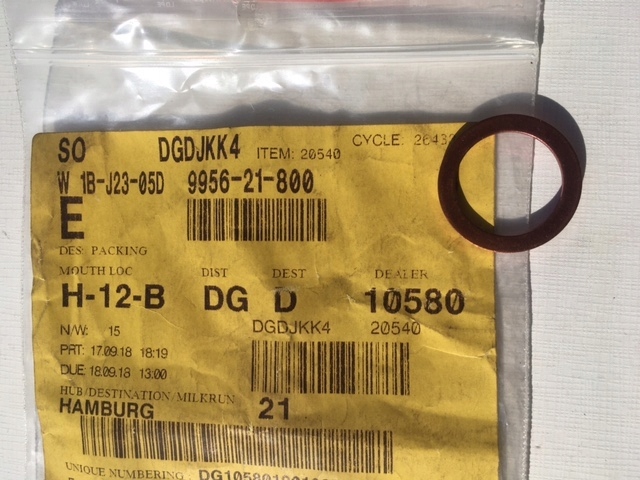 SO DGDJKK4 ITEM: 20540 CYCLE:
W 1B-J23-05D 9956-21-800
E
DES: PACKING
MOUTH LOC DIST DEST DEALER
H-12-B DG D 10580
N/W: 15 DGDJKK4 20540
PRT: 17.09.18 18:19
DUE: 18.09.18 13:00
HUB/DESTINATION/MILKRUN
HAMBURG 21
UNIQUE NUMBERING